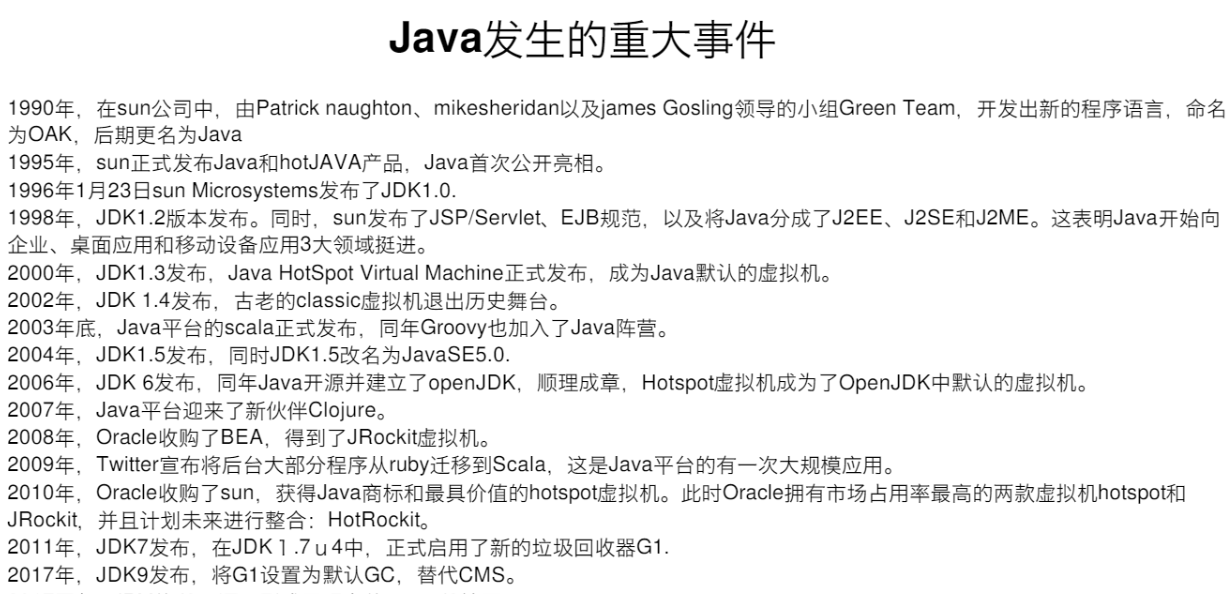 Java发生的重大事件
1990年，在sun公司中，由Patrick naughton、mikesheridan以及james Gosling领导的小组Green Team，开发出新的程序语言，命名
为OAK，后期更名为Java
1995年，sun正式发布Java和hotJAVA产品，Java首次公开亮相。
1996年1月23日sun Microsystems发布了JDK1.0.
1998年，JDK1.2版本发布。同时，sun发布了JSP/Servlet、EJB规范，以及将Java分成了J2EE、J2SE和J2ME。这表明Java开始向
企业、桌面应用和移动设备应用3大领域挺进。
2000年，JDK1.3发布，Java HotSpot Virtual Machine正式发布，成为Java默认的虚拟机。
2002年，JDK 1.4发布，古老的classic虚拟机退出历史舞台。
2003年底，Java平台的scala正式发布，同年Groovy也加入了Java阵营。
2004年，JDK1.5发布，同时JDK1.5改名为JavaSE5.0.
2006年，JDK 6发布，同年Java开源并建立了openJDK，顺理成章，Hotspot虚拟机成为了OpenJDK中默认的虚拟机。
2007年，Java平台迎来了新伙伴Clojure。
2008年，Oracle收购了BEA，得到了JRockit虚拟机。
2009年，Twitter宣布将后台大部分程序从ruby迁移到Scala，这是Java平台的有一次大规模应用。
2010年，Oracle收购了sun，获得Java商标和最具价值的hotspot虚拟机。此时Oracle拥有市场占用率最高的两款虚拟机hotspot和
JRockit，并且计划未来进行整合：HotRockit。
2011年，JDK7发布，在JDK１.7ｕ4中，正式启用了新的垃圾回收器G1.
2017年，JDK9发布，将G1设置为默认GC，替代CMS。